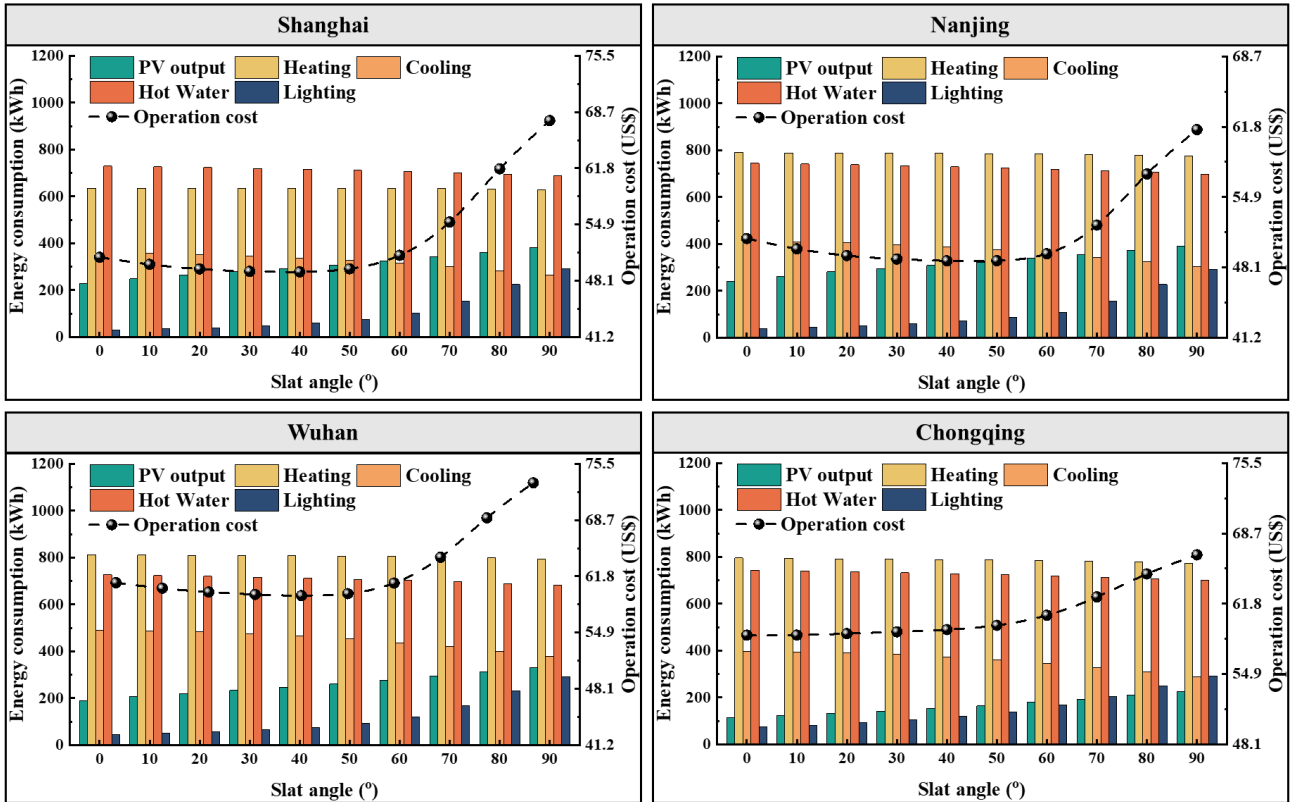 Shanghai
1200
1000
800
600
400
200
0
Energy consumption (kWh)
PV output Heating Cooling
Hot Water Lighting
Operation cost
75.5
68.7
61.8
54.9
48.1
41.2
Operation cost (US$)
0 10 20 30 40 50 60 70 80 90
Slat angle (º)
Nanjing
1200
1000
800
600
400
200
0
Energy consumption (kWh)
PV output Heating Cooling
Hot Water Lighting
Operation cost
68.7
61.8
54.9
48.1
41.2
Operation cost (US$)
0 10 20 30 40 50 60 70 80 90
Slat angle (º)
Wuhan
1200
1000
800
600
400
200
0
Energy consumption (kWh)
PV output Heating Cooling
Hot Water Lighting
Operation cost
75.5
68.7
61.8
54.9
48.1
41.2
Operation cost (US$)
0 10 20 30 40 50 60 70 80 90
Slat angle (º)
Chongqing
1200
1000
800
600
400
200
0
Energy consumption (kWh)
PV output Heating Cooling
Hot Water Lighting
Operation cost
75.5
68.7
61.8
54.9
48.1
Operation cost (US$)
0 10 20 30 40 50 60 70 80 90
Slat angle (º)